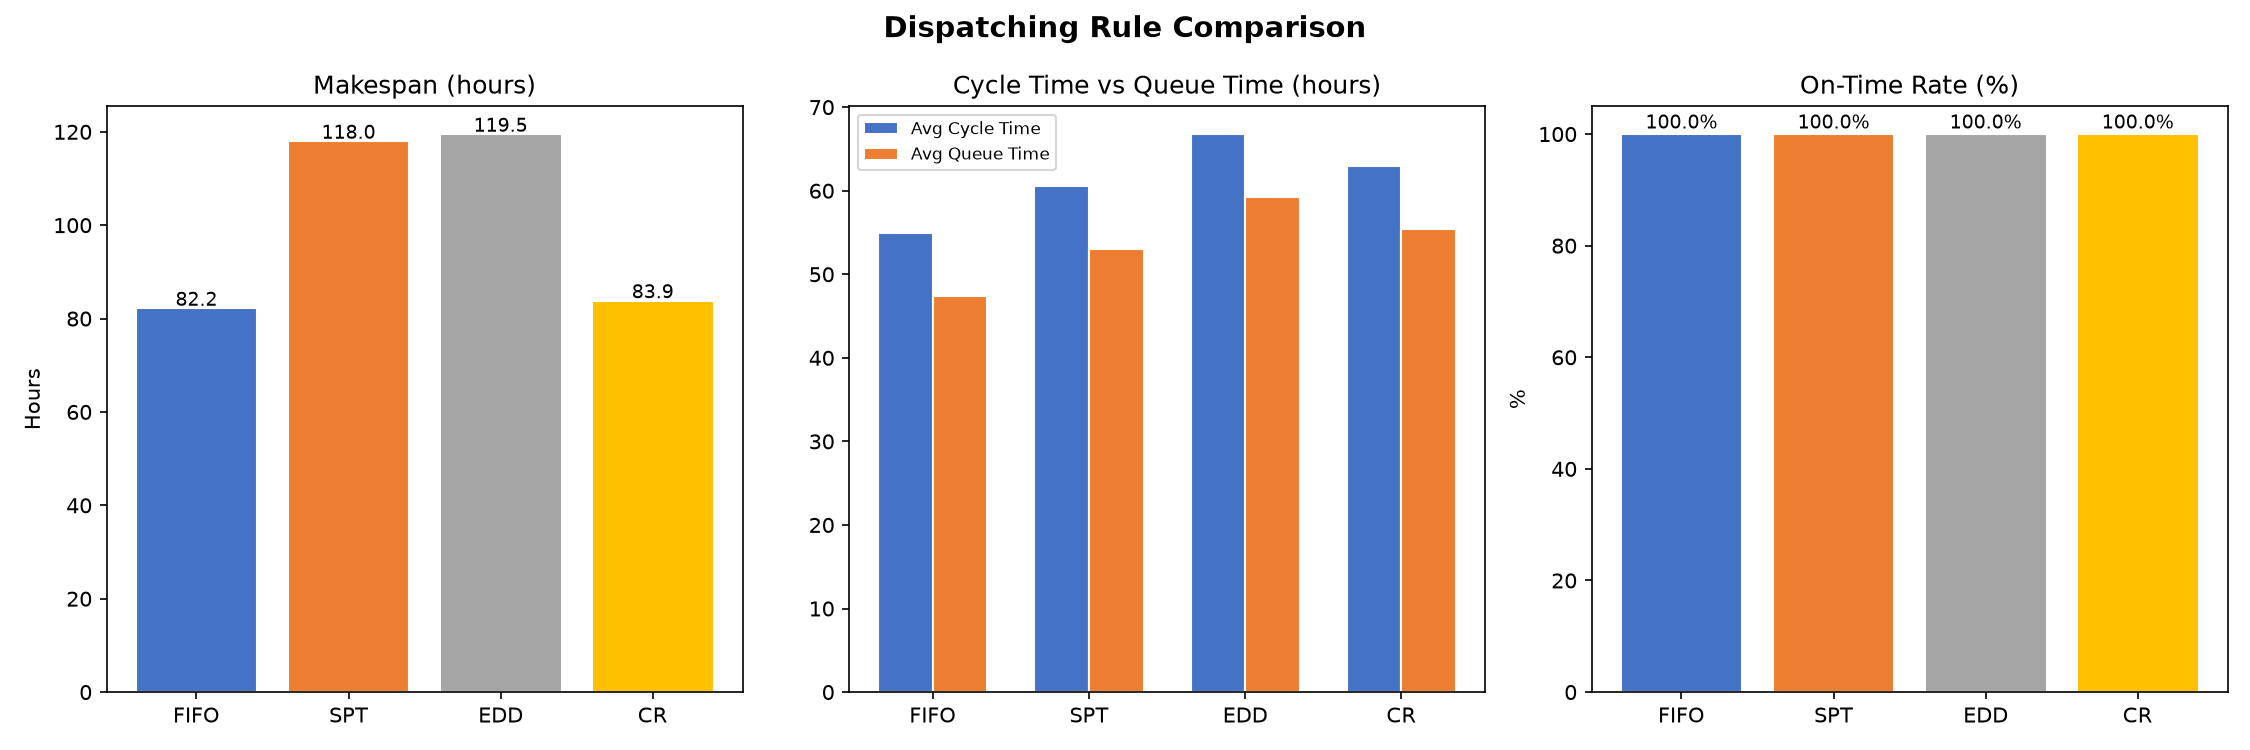 Dispatching Rule Comparison
Makespan (hours)
Hours
120
100
80
60
40
20
0
82.2
118.0
119.5
83.9
FIFO
SPT
EDD
CR
Cycle Time vs Queue Time (hours)
Avg Cycle Time
Avg Queue Time
70
60
50
40
30
20
10
0
FIFO
SPT
EDD
CR
On-Time Rate (%)
%
100
80
60
40
20
0
100.0%
100.0%
100.0%
100.0%
FIFO
SPT
EDD
CR